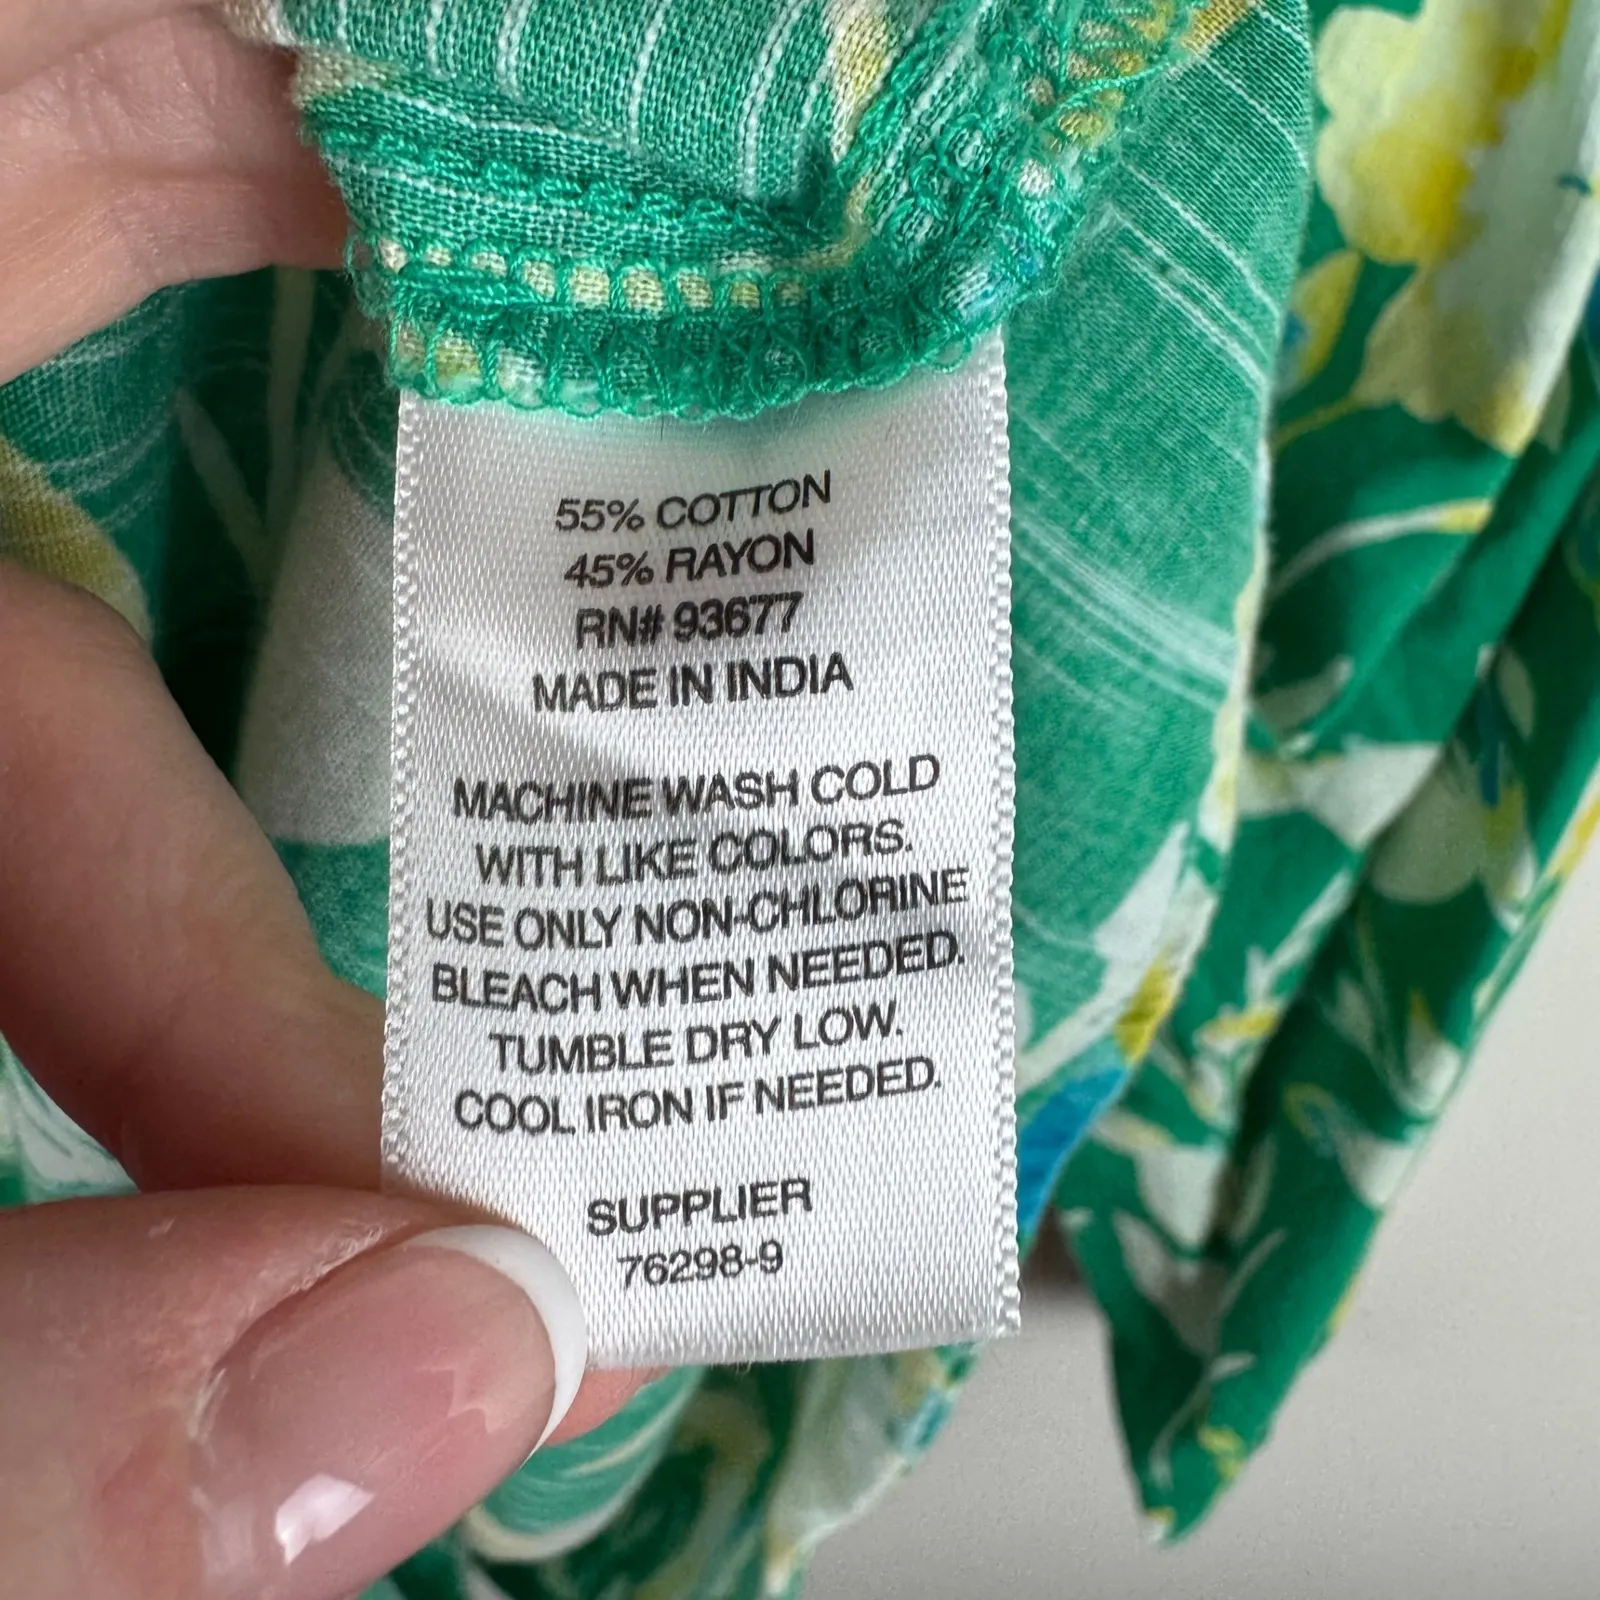 55% COTTON
45% RAYON
RN# 93677
MADE IN INDIA
MACHINE WASH COLD
WITH LIKE COLORS.
USE ONLY NON-CHLORINE
BLEACH WHEN NEEDED.
TUMBLE DRY LOW.
COOL IRON IF NEEDED.
SUPPLIER
76298-9